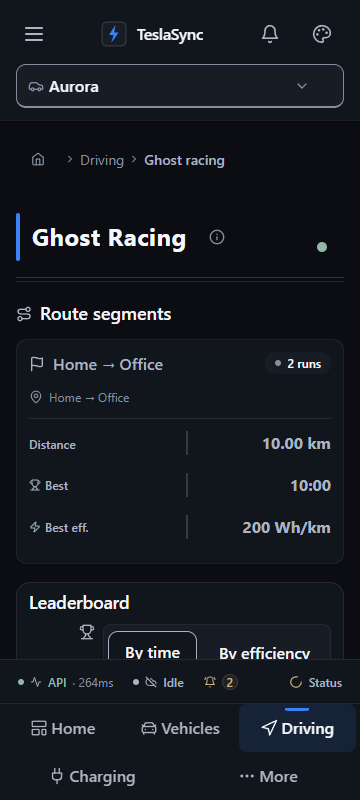 TeslaSync
Aurora
Driving > Ghost racing
Ghost Racing
Route segments
Home → Office
2 runs
Home → Office
Distance 10.00 km
Best 10:00
Best eff. 200 Wh/km
Leaderboard
By time By efficiency
API · 264ms Idle 2 Status
Home Vehicles Driving
Charging More